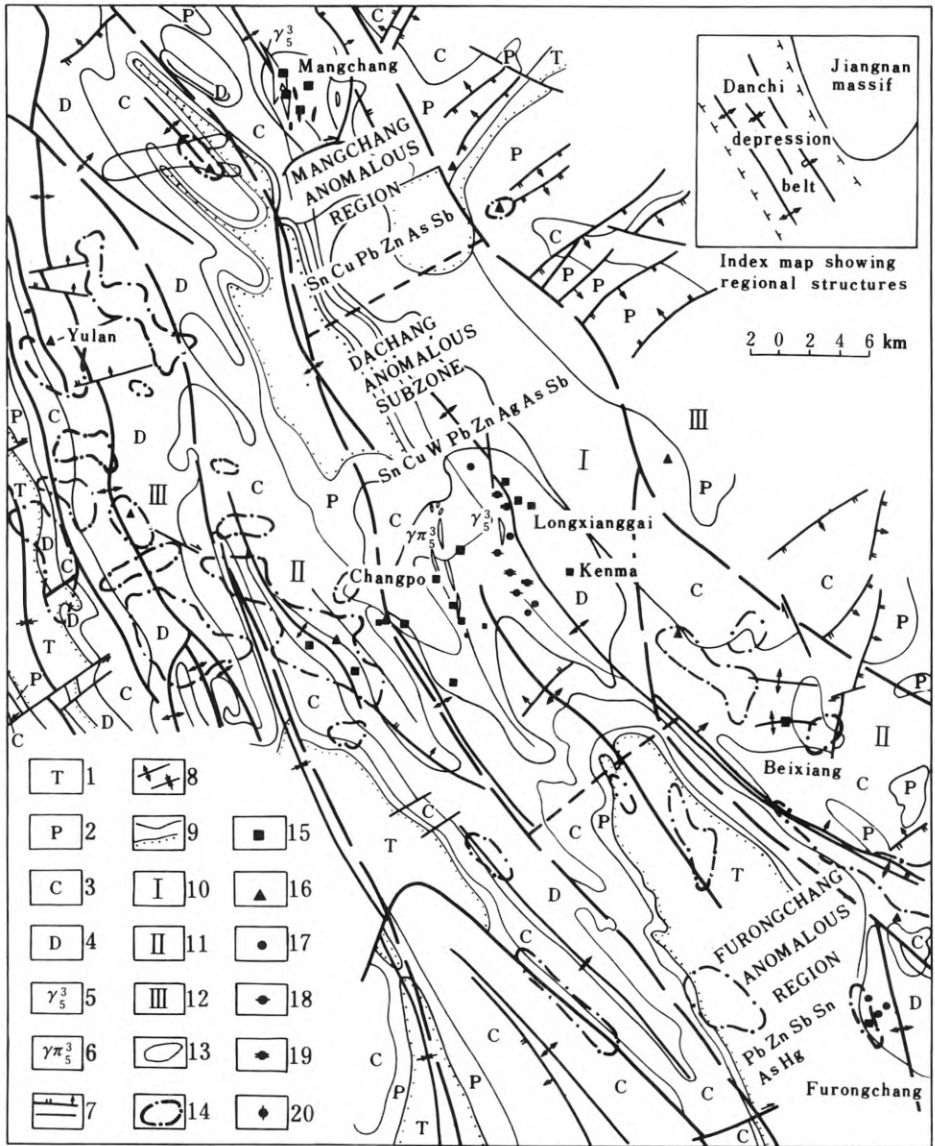 γ₅³
Mangchang
C
P
T
P
C
D
C
D
C
P
MANGCHANG
ANOMALOUS
REGION
Sn Cu Pb Zn As Sb
P
C
P
P
Danchi
depression
belt
Jiangnan
massif
Index map showing
regional structures
2 0 2 6 km
D
Yulan
P
C
D
T
III
D
C
D
DACHANG
ANOMALOUS
SUBZONE
Sn Cu W Pb Zn Ag As Sb
I
III
P
C
P
C
γπ₅³
γ₅³
Longxianggai
Changpo
Kenma
D
II
C
C
P
C
P
II
Beixiang
C
P
T
D
C
P
C
D
C
T
C
D
C
P
T
FURONGCHANG
ANOMALOUS
REGION
Pb Zn Sb Sn
As Hg
Furongchang
C
D
C
P
T
C
C
C
C
T 1
P 2
C 3
D 4
γ₅³ 5
γπ₅³ 6
7
8
9
I 10
II 11
III 12
13
14
15
16
17
18
19
20